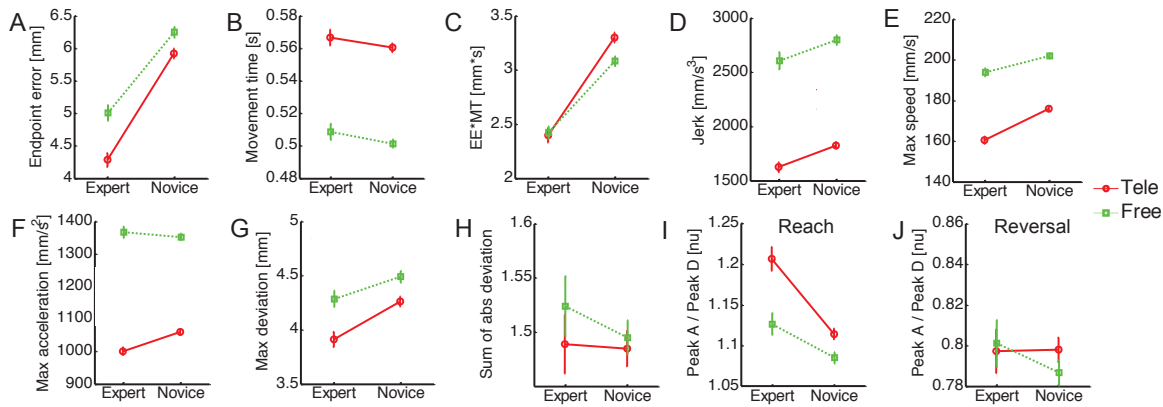 A
Endpoint error [mm]
6.5
6
5.5
5
4.5
4
Expert Novice
B
Movement time [s]
0.58
0.56
0.54
0.52
0.5
0.48
Expert Novice
C
EE*MT [mm*s]
3.5
3
2.5
2
Expert Novice
D
Jerk [mm/s³]
3000
2500
2000
1500
Expert Novice
E
Max speed [mm/s]
220
200
180
160
140
Expert Novice
Tele
Free
F
Max acceleration [mm/s²]
1400
1300
1200
1100
1000
900
Expert Novice
G
Max deviation [mm]
5
4.5
4
3.5
Expert Novice
H
Sum of abs deviation
1.6
1.55
1.5
Expert Novice
I
Reach
Peak A / Peak D [nu]
1.25
1.2
1.15
1.1
1.05
Expert Novice
J
Reversal
Peak A / Peak D [nu]
0.86
0.84
0.82
0.8
0.78
Expert Novice